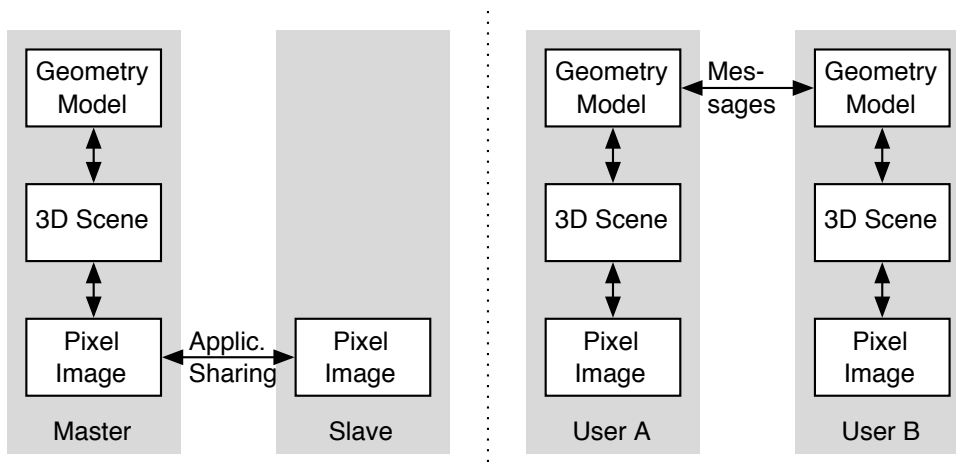 Geometry
Model
3D Scene
Pixel
Image
Master
Applic.
Sharing
Pixel
Image
Slave
Geometry
Model
3D Scene
Pixel
Image
User A
Mes-
sages
Geometry
Model
3D Scene
Pixel
Image
User B